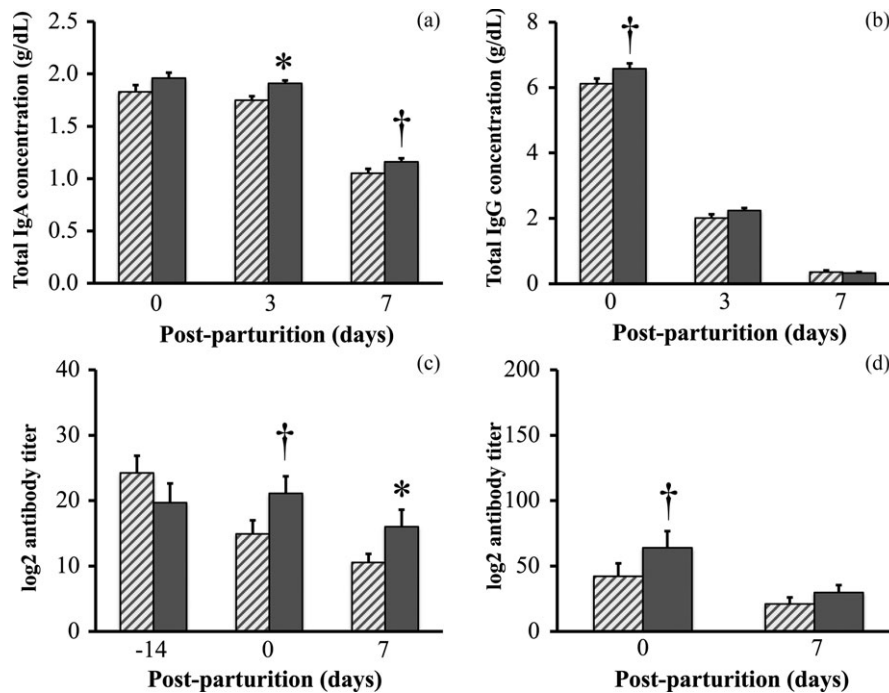 (a)
Total IgA concentration (g/dL)
2.5
2.0
1.5
1.0
0.5
0.0
*
†
0 3 7
Post-parturition (days)
(b)
Total IgG concentration (g/dL)
8
6
4
2
0
†
0 3 7
Post-parturition (days)
(c)
log2 antibody titer
40
30
20
10
0
†
*
-14 0 7
Post-parturition (days)
(d)
log2 antibody titer
200
150
100
50
0
†
0 7
Post-parturition (days)